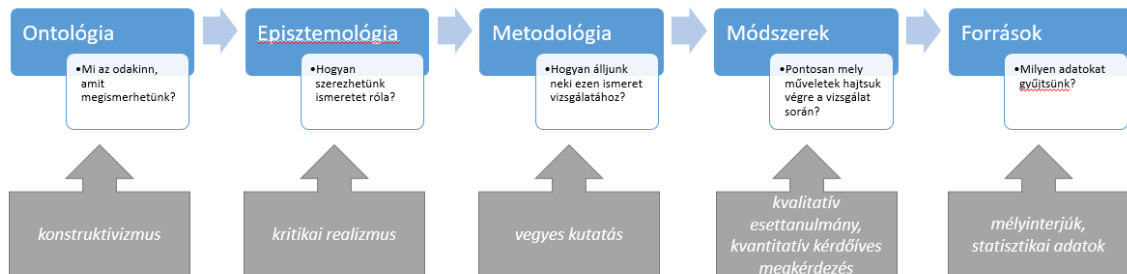 Ontológia
•Mi az odakinn,
amit
megismerhetünk?
Episztemológia
•Hogyan
szerezhetünk
ismeretet róla?
Metodológia
•Hogyan álljunk
neki ezen ismeret
vizsgálatához?
Módszerek
•Pontosan mely
műveletek hajtsuk
végre a vizsgálat
során?
Források
•Milyen adatokat
gyűjtsünk?
konstruktivizmus
kritikai realizmus
vegyes kutatás
kvalitatív
esettanulmány,
kvantitatív kérdőíves
megkérdezés
mélyinterjúk,
statisztikai adatok